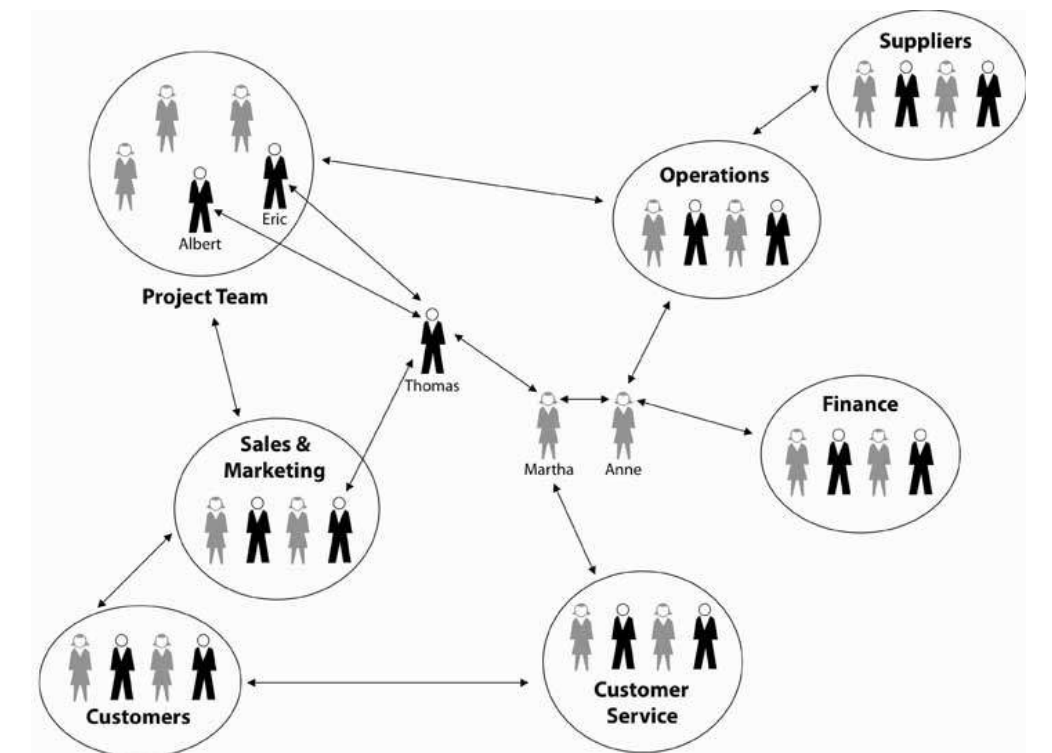 Suppliers
Operations
Eric
Albert
Project Team
Thomas
Finance
Sales &
Marketing
Martha
Anne
Customer
Service
Customers